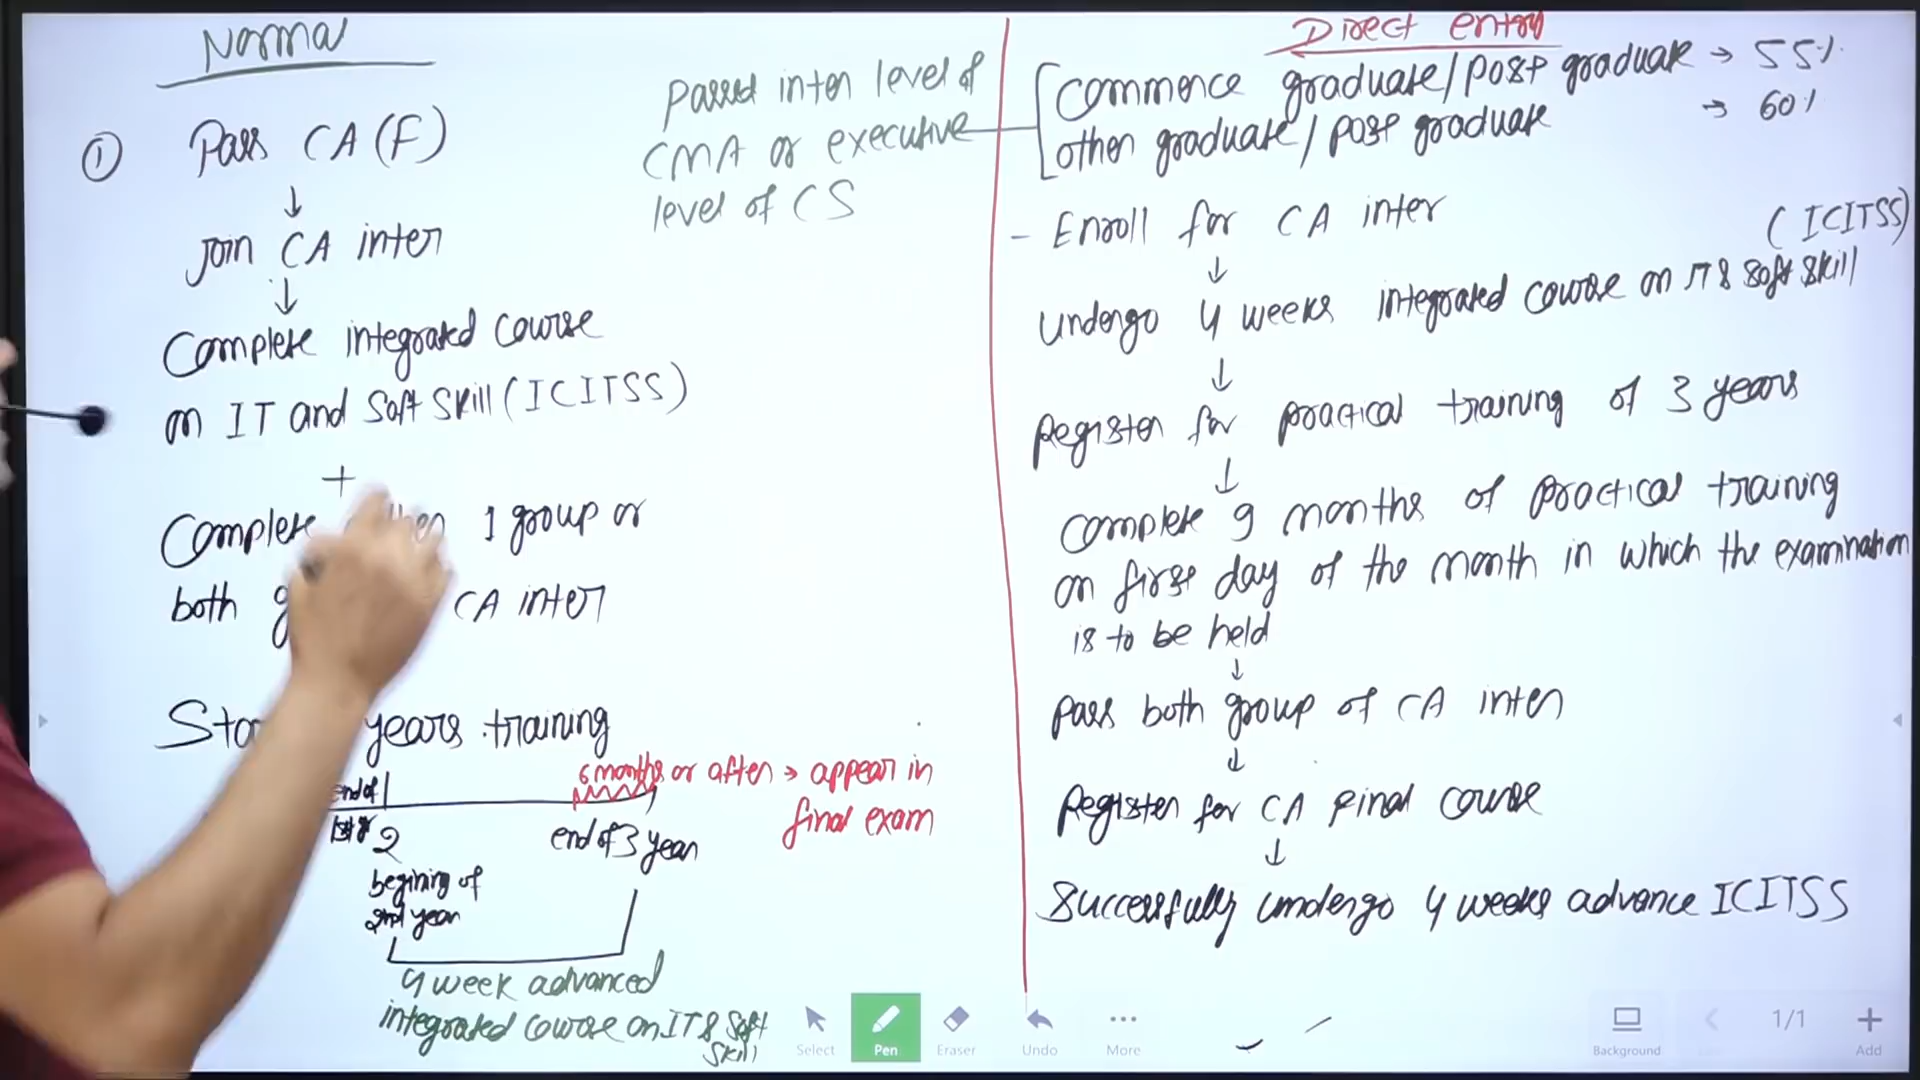 Normal
① Pass CA (F)
↓
Join CA inter
↓
Complete integrated course
on IT and Soft Skill (ICITSS)
+
Complete 1 group or
both CA inter
years training
6 months or after → appear in
final exam
end of
1st yr
2
begining of
2nd year
end of 3 year
4 week advanced
integrated course on IT & Soft
Skill
passed inter level of
CMA or executive
level of CS
Direct entry
Commerce graduate/post graduate → 55%
other graduate/post graduate → 60%
- Enroll for CA inter
(ICITSS)
↓
undergo 4 weeks integrated course on IT & Soft Skill
↓
Register for practical training of 3 years
↓
Complete 9 months of practical training
on first day of the month in which the examination
is to be held
↓
pass both group of CA inter
↓
Register for CA Final course
↓
Successfully undergo 4 weeks advance ICITSS
Select
Pen
Eraser
Undo
More
Background
1/1
Add